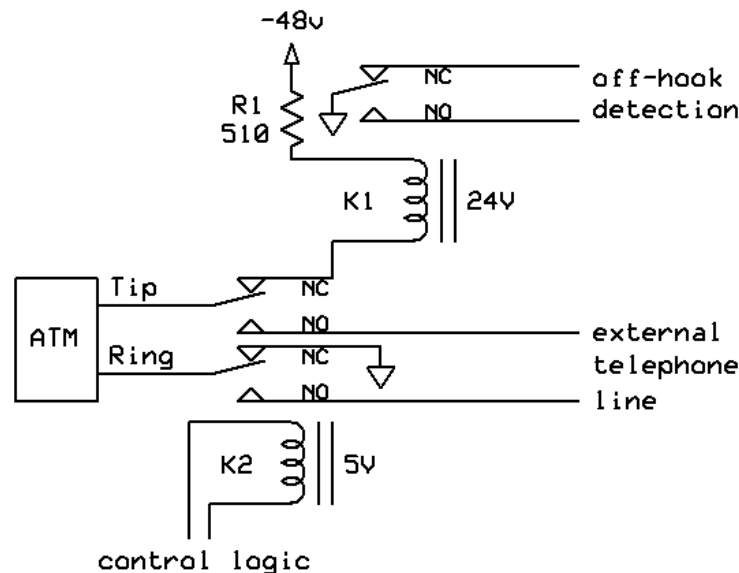 -48v
R1
510
NC
NO
off-hook
detection
K1
24V
ATM
Tip
Ring
NC
NO
NC
NO
external
telephone
line
K2
5V
control logic